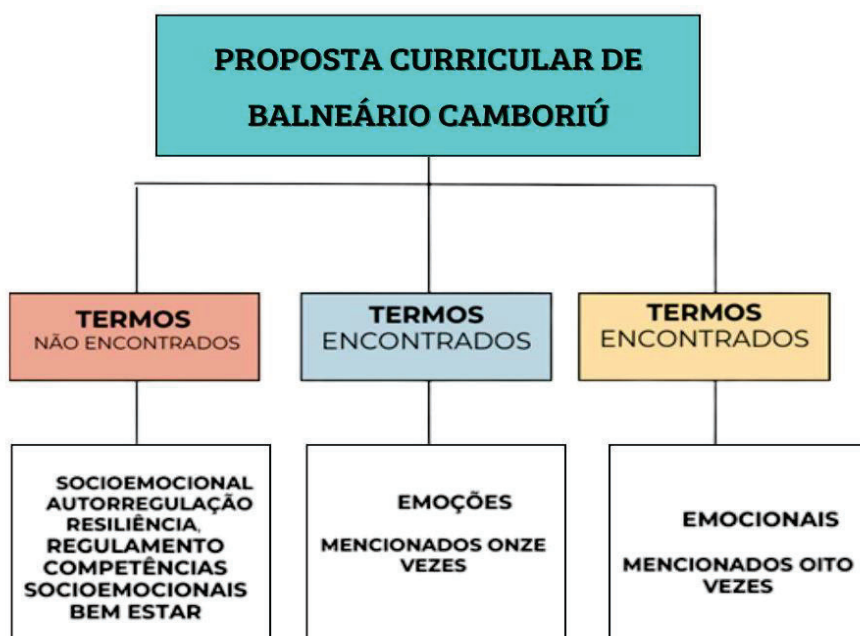 PROPOSTA CURRICULAR DE
BALNEÁRIO CAMBORIÚ
TERMOS
NÃO ENCONTRADOS
TERMOS
ENCONTRADOS
TERMOS
ENCONTRADOS
SOCIOEMOCIONAL
AUTORREGULAÇÃO
RESILIÊNCIA,
REGULAMENTO
COMPETÊNCIAS
SOCIOEMOCIONAIS
BEM ESTAR
EMOÇÕES
MENCIONADOS ONZE
VEZES
EMOCIONAIS
MENCIONADOS OITO
VEZES